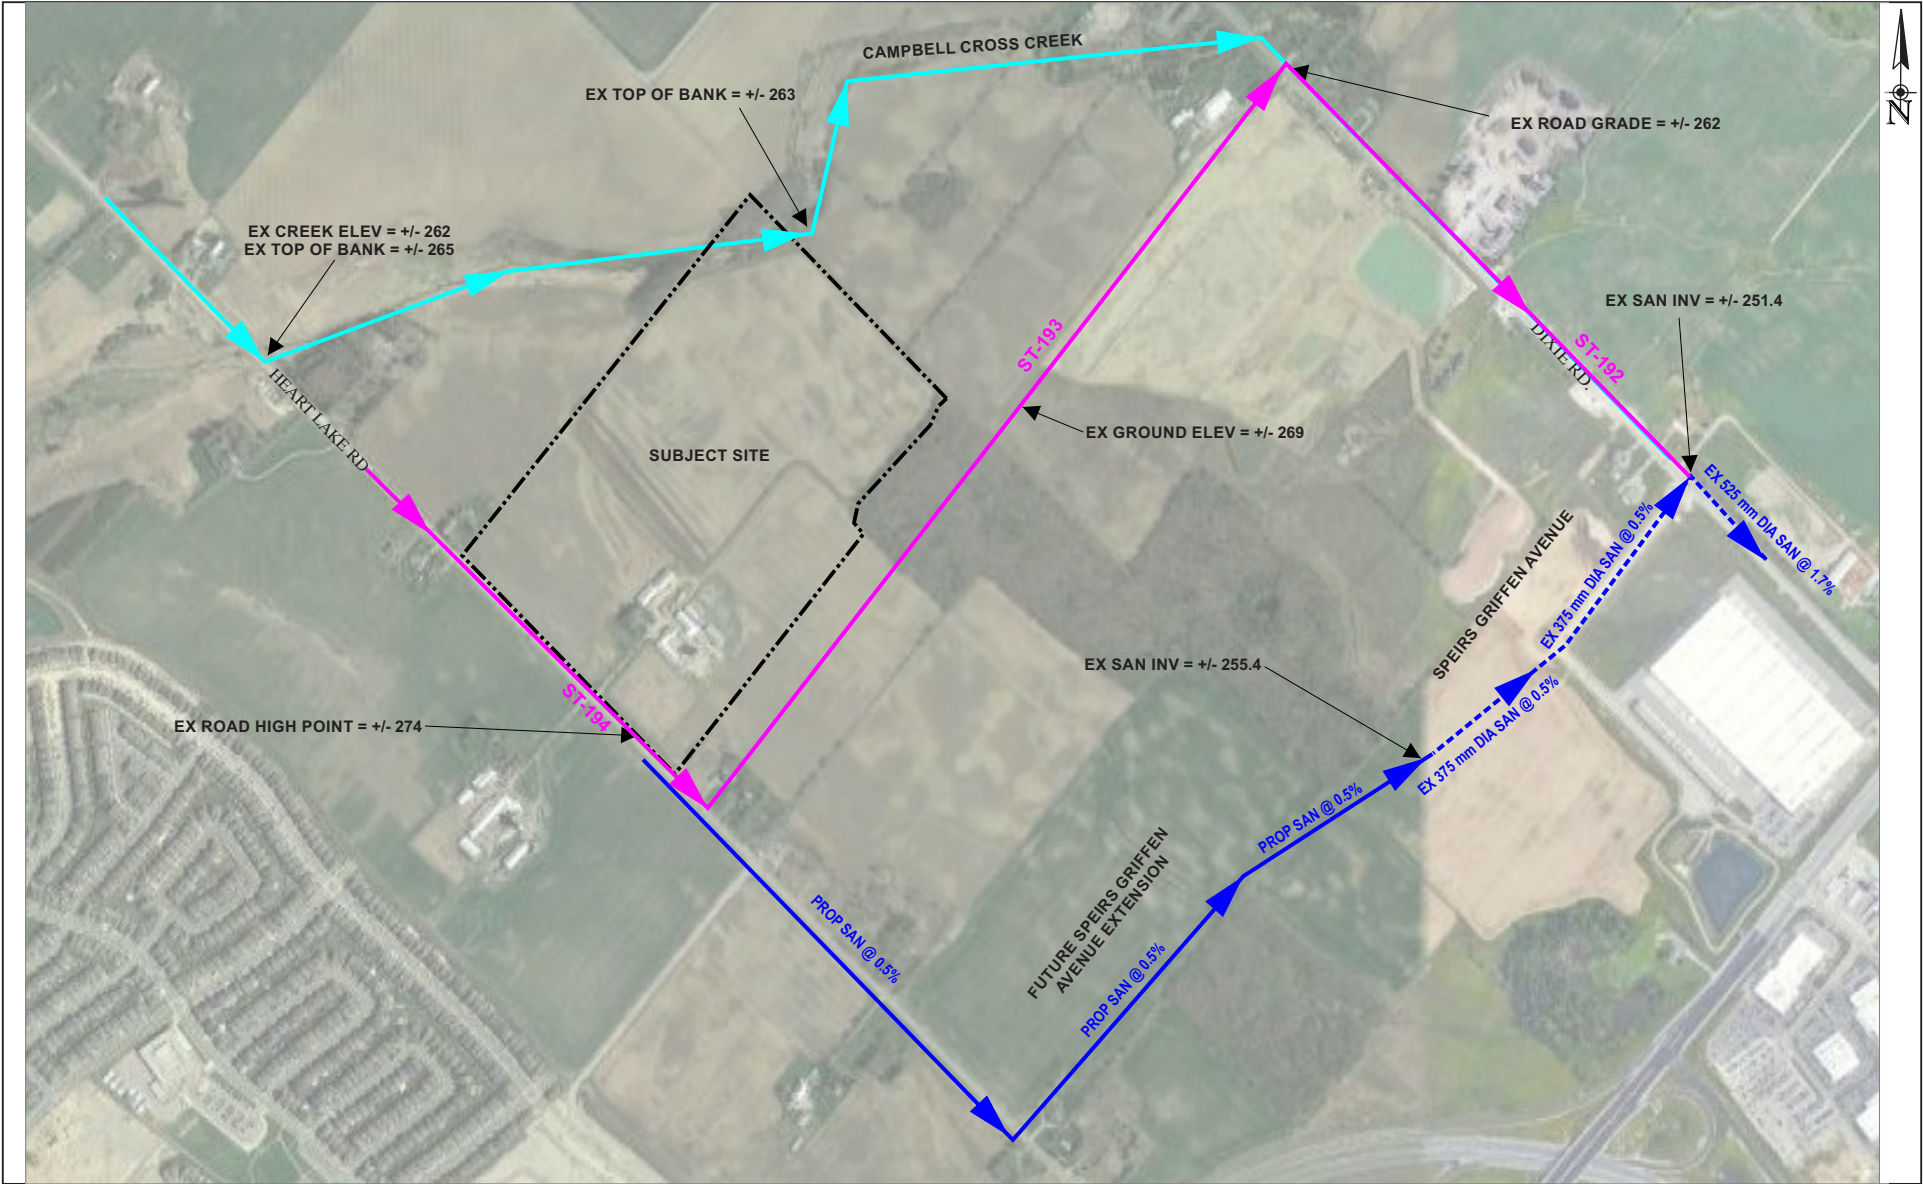 CAMPBELL CROSS CREEK
EX TOP OF BANK = +/- 263
EX ROAD GRADE = +/- 262
N
EX CREEK ELEV = +/- 262
EX TOP OF BANK = +/- 265
EX SAN INV = +/- 251.4
ST-193
DIXIE RD.
ST-192
HEART LAKE RD
EX GROUND ELEV = +/- 269
SUBJECT SITE
EX 525 mm DIA SAN @ 1.7%
SPEIRS GRIFFEN AVENUE
EX 375 mm DIA SAN @ 0.5%
EX SAN INV = +/- 255.4
EX 375 mm DIA SAN @ 0.5%
ST-194
EX ROAD HIGH POINT = +/- 274
PROP SAN @ 0.5%
PROP SAN @ 0.5%
FUTURE SPEIRS GRIFFEN
AVENUE EXTENSION
PROP SAN @ 0.5%